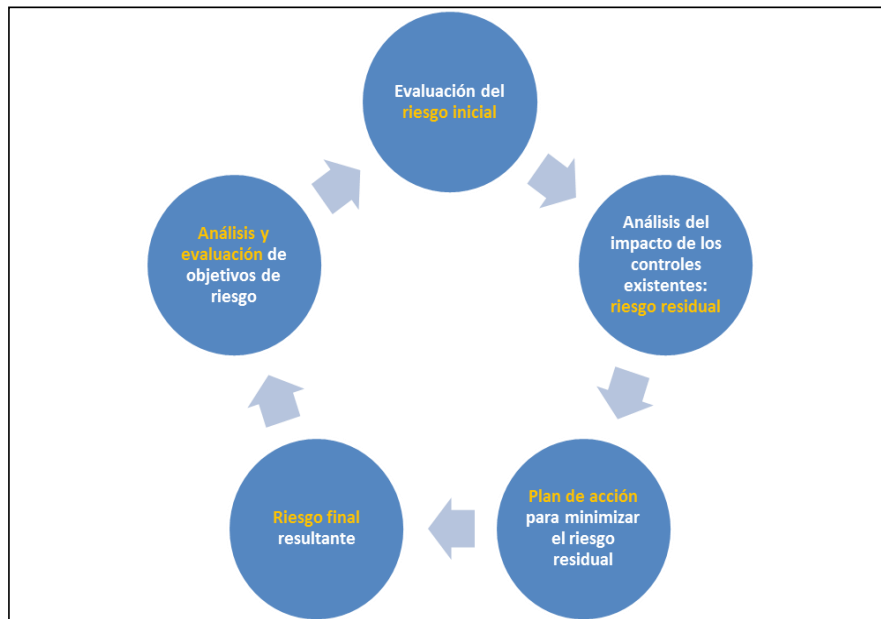 Evaluación del
riesgo inicial
Análisis del
impacto de los
controles
existentes:
riesgo residual
Plan de acción
para minimizar
el riesgo
residual
Riesgo final
resultante
Análisis y
evaluación de
objetivos de
riesgo